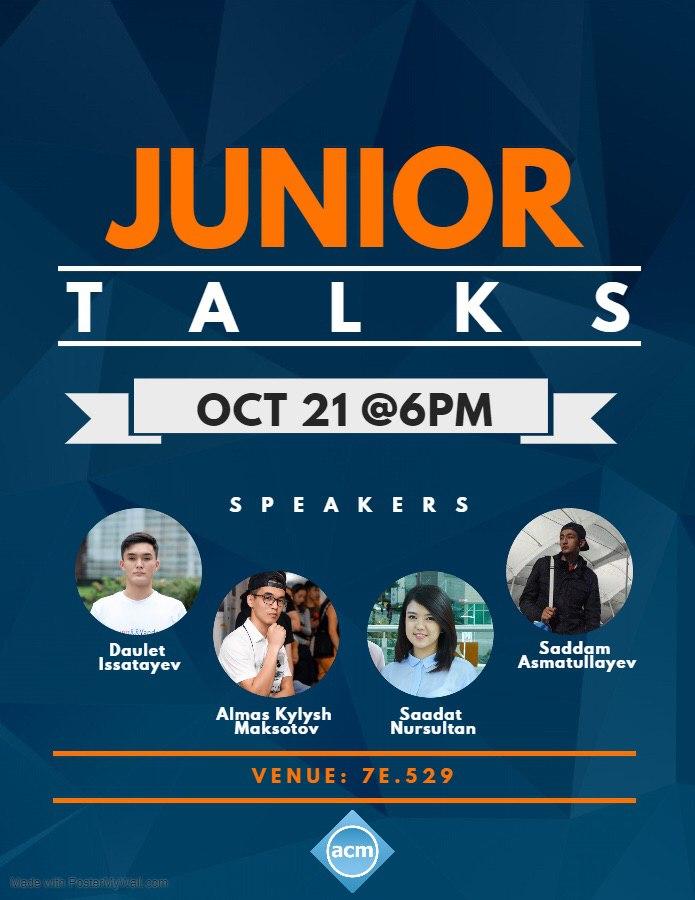 JUNIOR
TALKS
OCT 21 @6PM
SPEAKERS
Daulet
Issatayev
Almas Kylysh
Maksotov
Saadat
Nursultan
Saddam
Asmatullayev
VENUE: 7E.529
acm
Made with PosterMyWall.com